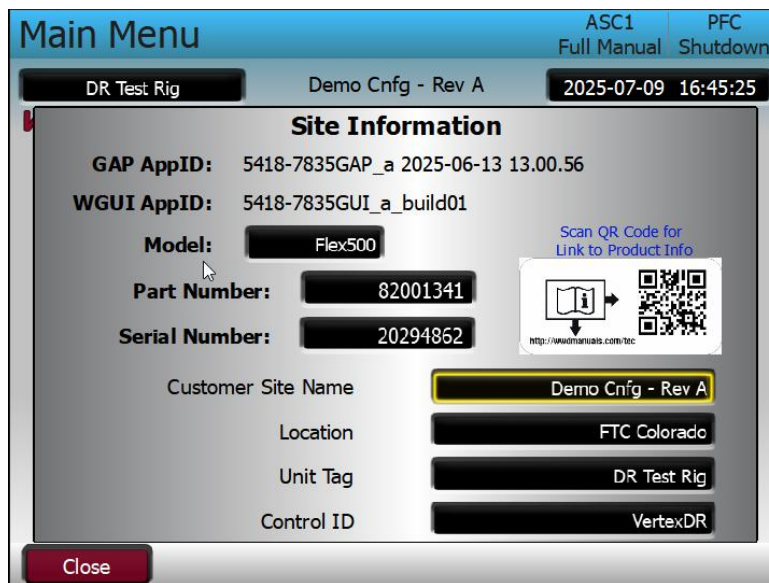 Main Menu
ASC1 PFC
Full Manual Shutdown
DR Test Rig Demo Cnfg - Rev A 2025-07-09 16:45:25
Site Information
GAP AppID: 5418-7835GAP_a 2025-06-13 13.00.56
WGUI AppID: 5418-7835GUI_a_build01
Model: Flex500
Scan QR Code for
Link to Product Info
Part Number: 82001341
Serial Number: 20294862
http://wwdmanuals.com/tec
Customer Site Name Demo Cnfg - Rev A
Location FTC Colorado
Unit Tag DR Test Rig
Control ID VertexDR
Close